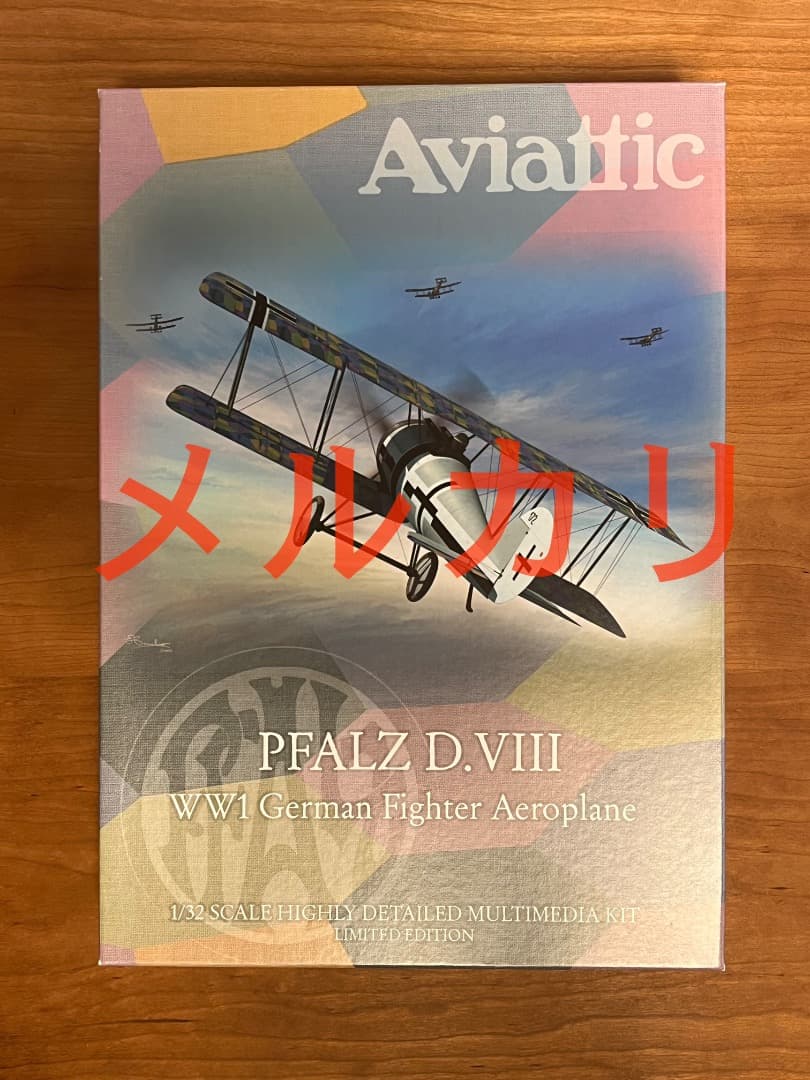 Aviattic
メルカリ
PFALZ D.VIII
WW1 German Fighter Aeroplane
1/32 SCALE HIGHLY DETAILED MULTIMEDIA KIT
LIMITED EDITION